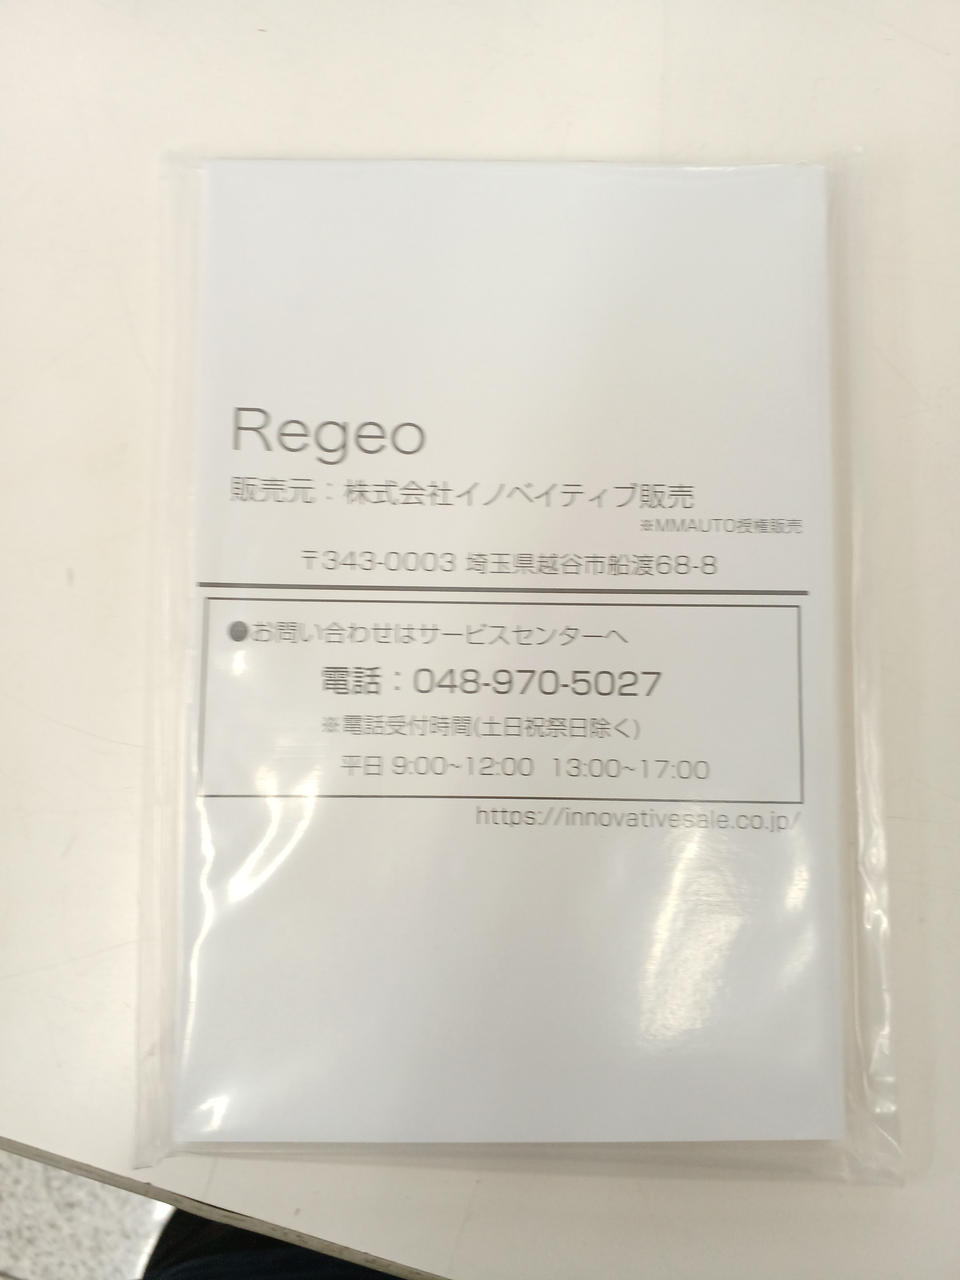 Regeo
販売元：株式会社イノベイティブ販売
※MMAUTO授権販売
〒343-0003 埼玉県越谷市船渡68-8
●お問い合わせはサービスセンターへ
電話：048-970-5027
※電話受付時間(土日祝祭日除く)
平日 9:00~12:00 13:00~17:00
https://innovativesale.co.jp/